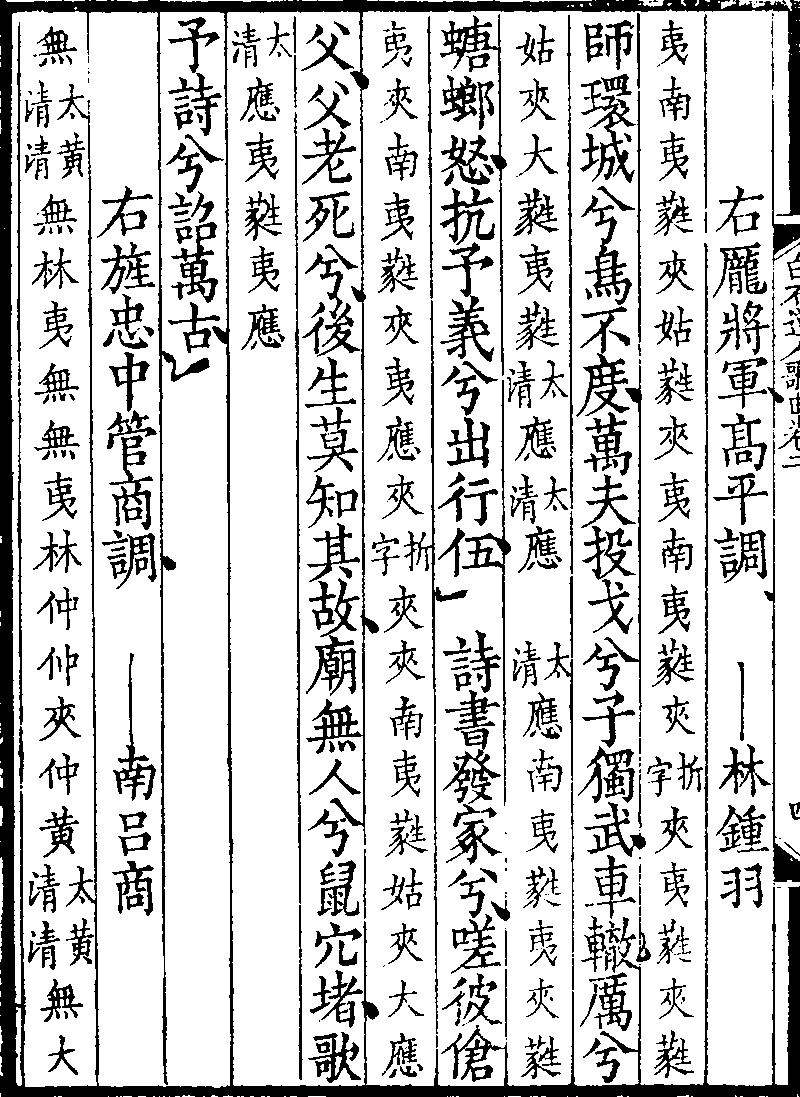 右龎將軍高平調 林鍾羽
夷南夷蕤夾姑蕤夾夷南夷蕤夾折字夾夷蕤夾蕤
師環城兮鳥不度萬夫投戈兮子獨武車轍厲兮
姑夾大蕤夷蕤太清應太清應太清應南夷蕤夷夾蕤
螗螂怒抗予義兮出行伍 詩書發家兮嗟彼傖
夷夾南夷蕤夾夷應夾折字夾夾南夷蕤姑夾大應
父父老死兮後生莫知其故廟無人兮鼠穴堵歌
太清應夷蕤夷應
予詩兮詔萬古
右旌忠中管商調 南呂商
無太清黃清無林夷無無夷林仲仲夾仲黃太清黃清無大